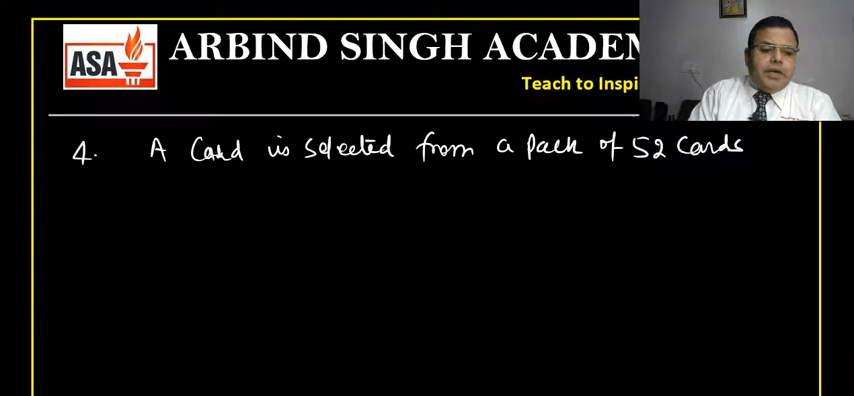 ASA
ARBIND SINGH ACADEM
Teach to Inspi
4. A Card is selected from a pack of 52 Cards